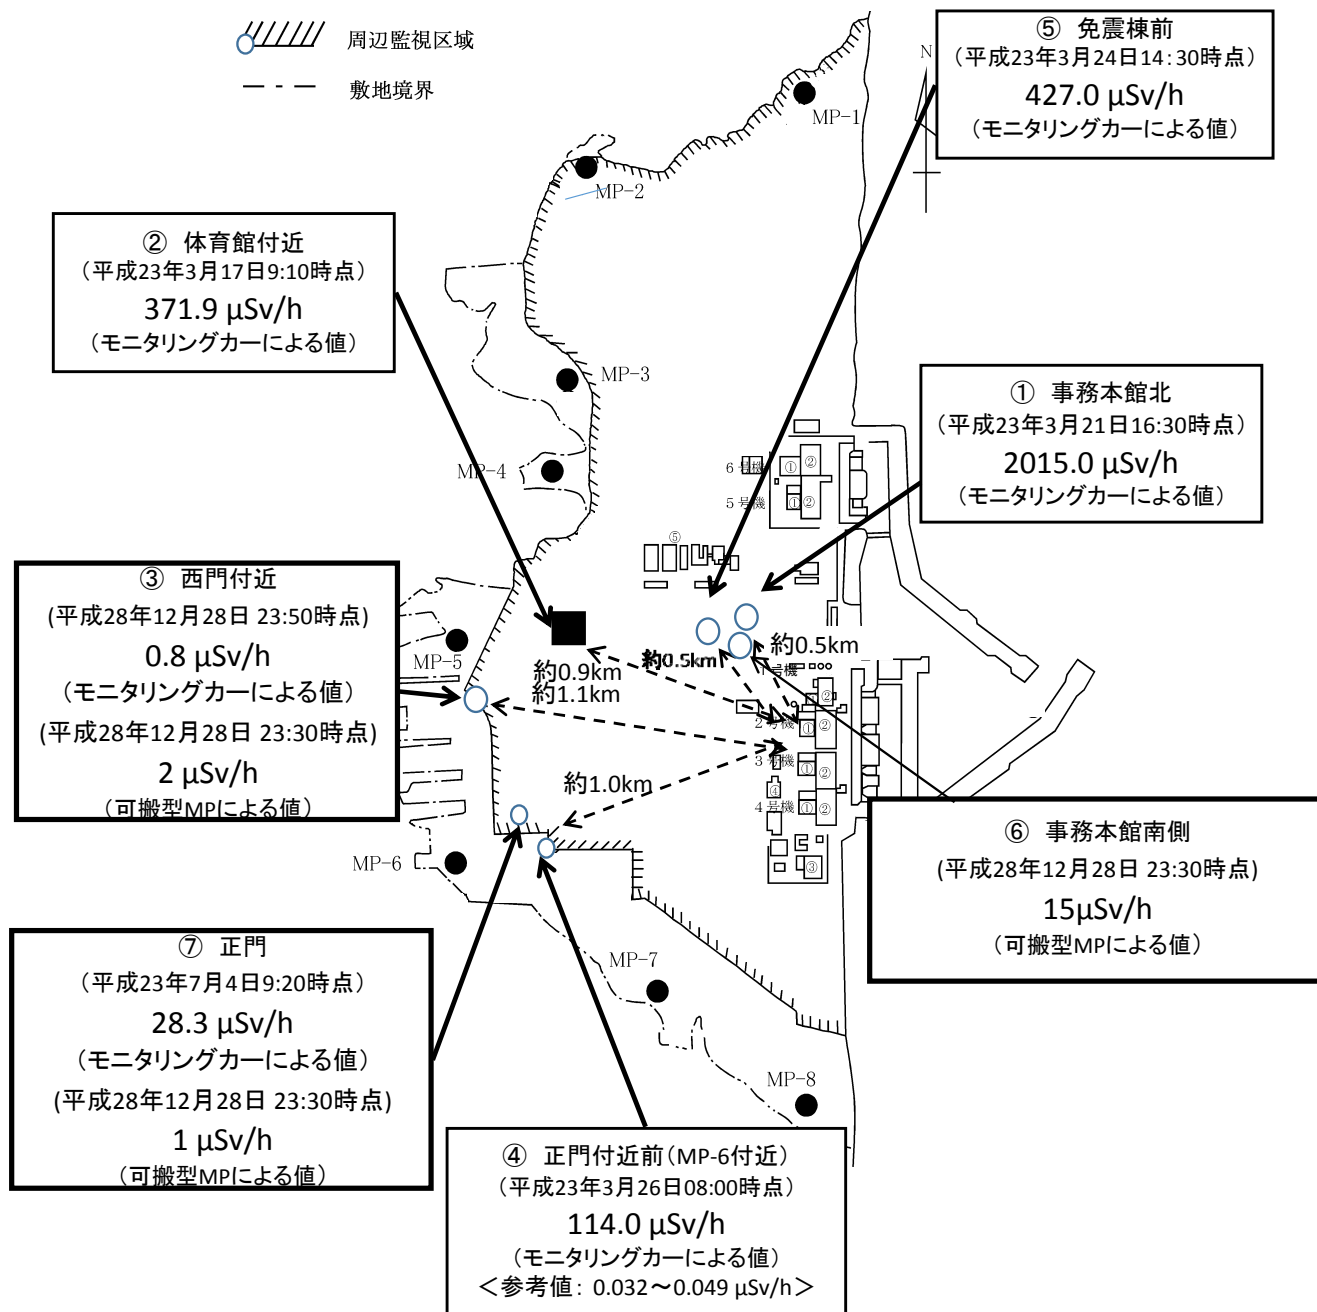 周辺監視区域
敷地境界
⑤ 免震棟前
（平成23年3月24日14:30時点）
427.0 μSv/h
（モニタリングカーによる値）
N
MP-1
MP-2
② 体育館付近
（平成23年3月17日9:10時点）
371.9 μSv/h
（モニタリングカーによる値）
MP-3
MP-4
① 事務本館北
（平成23年3月21日16:30時点）
2015.0 μSv/h
（モニタリングカーによる値）
6号機
①
②
5号機
①
②
⑤
③ 西門付近
(平成28年12月28日 23:50時点)
0.8 μSv/h
（モニタリングカーによる値）
(平成28年12月28日 23:30時点)
2 μSv/h
（可搬型MPによる値）
MP-5
約0.9km
約1.1km
約0.5km
約0.5km
1号機
②
2号機
①
②
3号機
①
②
約1.0km
④
4号機
①
②
③
MP-6
⑥ 事務本館南側
(平成28年12月28日 23:30時点)
15μSv/h
（可搬型MPによる値）
⑦ 正門
（平成23年7月4日9:20時点）
28.3 μSv/h
（モニタリングカーによる値）
(平成28年12月28日 23:30時点)
1 μSv/h
（可搬型MPによる値）
MP-7
MP-8
④ 正門付近前（MP-6付近）
（平成23年3月26日08:00時点）
114.0 μSv/h
（モニタリングカーによる値）
＜参考値: 0.032～0.049 μSv/h＞